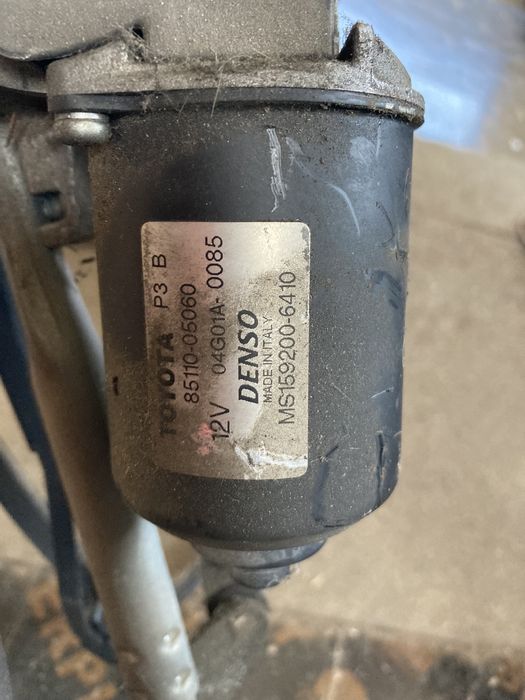 TOYOTA P3 B
85110-05060
12V 04G01A- 0085
DENSO
MADE IN ITALY
MS159200-6410